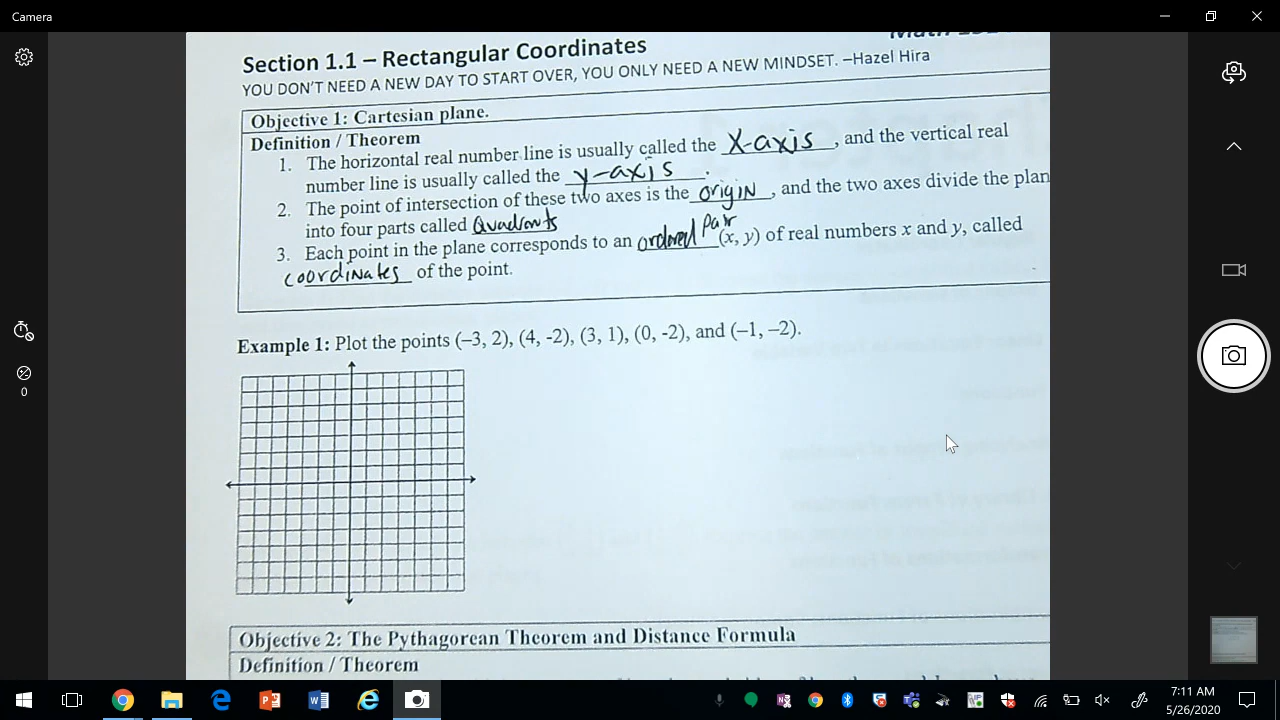 Camera
Section 1.1 – Rectangular Coordinates
YOU DON'T NEED A NEW DAY TO START OVER, YOU ONLY NEED A NEW MINDSET. –Hazel Hira
Objective 1: Cartesian plane.
Definition / Theorem
1. The horizontal real number line is usually called the X-axis, and the vertical real
number line is usually called the y-axis.
2. The point of intersection of these two axes is the origin, and the two axes divide the plan
into four parts called Quadrants
3. Each point in the plane corresponds to an ordered Pair (x, y) of real numbers x and y, called
coordinates of the point.
Example 1: Plot the points (–3, 2), (4, -2), (3, 1), (0, -2), and (–1, –2).
Objective 2: The Pythagorean Theorem and Distance Formula
Definition / Theorem
0
7:11 AM
5/26/2020